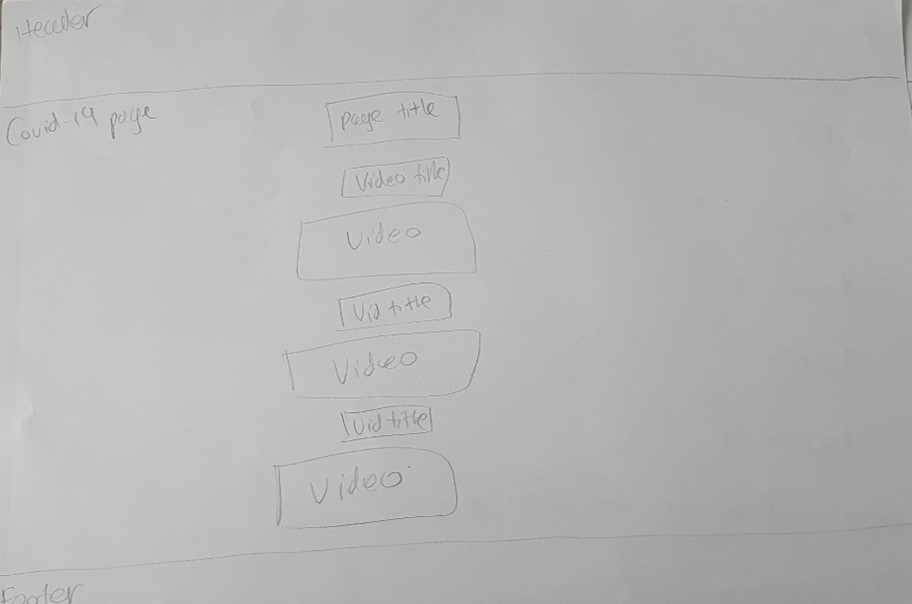 Header
Covid-19 page
page title
Video title
Video
Vid title
Video
Vid title
Video
Footer